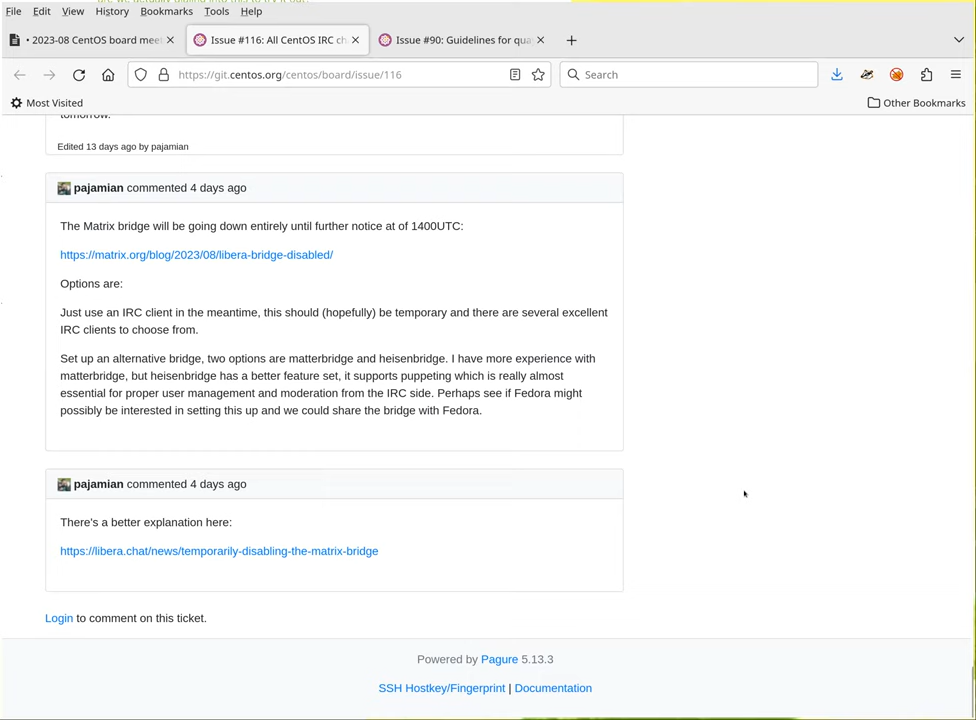 File Edit View History Bookmarks Tools Help
• 2023-08 CentOS board mee
Issue #116: All CentOS IRC ch
Issue #90: Guidelines for qua
https://git.centos.org/centos/board/issue/116
Search
Most Visited
Other Bookmarks
tomorrow.
Edited 13 days ago by pajamian
pajamian commented 4 days ago
The Matrix bridge will be going down entirely until further notice at of 1400UTC:
https://matrix.org/blog/2023/08/libera-bridge-disabled/
Options are:
Just use an IRC client in the meantime, this should (hopefully) be temporary and there are several excellent
IRC clients to choose from.
Set up an alternative bridge, two options are matterbridge and heisenbridge. I have more experience with
matterbridge, but heisenbridge has a better feature set, it supports puppeting which is really almost
essential for proper user management and moderation from the IRC side. Perhaps see if Fedora might
possibly be interested in setting this up and we could share the bridge with Fedora.
pajamian commented 4 days ago
There's a better explanation here:
https://libera.chat/news/temporarily-disabling-the-matrix-bridge
Login to comment on this ticket.
Powered by Pagure 5.13.3
SSH Hostkey/Fingerprint | Documentation